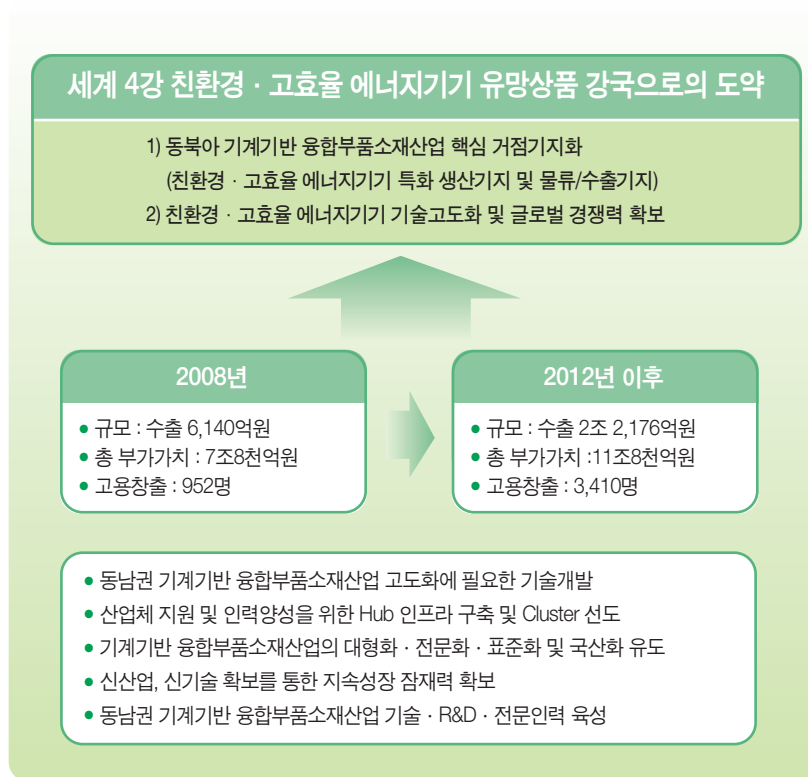 세계 4강 친환경 · 고효율 에너지기기 유망상품 강국으로의 도약
1) 동북아 기계기반 융합부품소재산업 핵심 거점기지화
(친환경 · 고효율 에너지기기 특화 생산기지 및 물류/수출기지)
2) 친환경 · 고효율 에너지기기 기술고도화 및 글로벌 경쟁력 확보
2008년
• 규모 : 수출 6,140억원
• 총 부가가치 : 7조8천억원
• 고용창출 : 952명
2012년 이후
• 규모 : 수출 2조 2,176억원
• 총 부가가치 :11조8천억원
• 고용창출 : 3,410명
• 동남권 기계기반 융합부품소재산업 고도화에 필요한 기술개발
• 산업체 지원 및 인력양성을 위한 Hub 인프라 구축 및 Cluster 선도
• 기계기반 융합부품소재산업의 대형화 · 전문화 · 표준화 및 국산화 유도
• 신산업, 신기술 확보를 통한 지속성장 잠재력 확보
• 동남권 기계기반 융합부품소재산업 기술 · R&D · 전문인력 육성